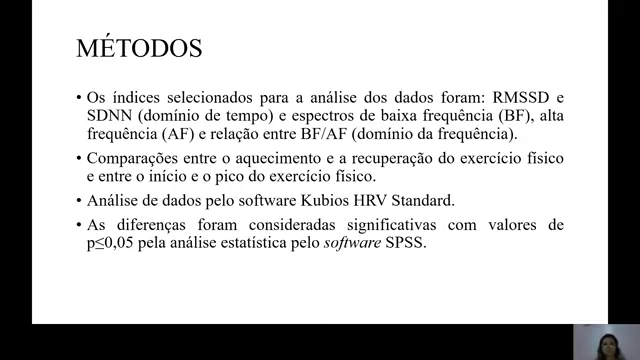 MÉTODOS
• Os índices selecionados para a análise dos dados foram: RMSSD e
SDNN (domínio de tempo) e espectros de baixa frequência (BF), alta
frequência (AF) e relação entre BF/AF (domínio da frequência).
• Comparações entre o aquecimento e a recuperação do exercício físico
e entre o início e o pico do exercício físico.
• Análise de dados pelo software Kubios HRV Standard.
• As diferenças foram consideradas significativas com valores de
p≤0,05 pela análise estatística pelo software SPSS.